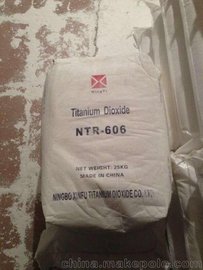 Titanium Dioxide
NTR-606
NET WEIGHT: 25KG
MADE IN CHINA
NINGBO XINFU TITANIUM DIOXIDE CO.,LTD
china.makepolo.com